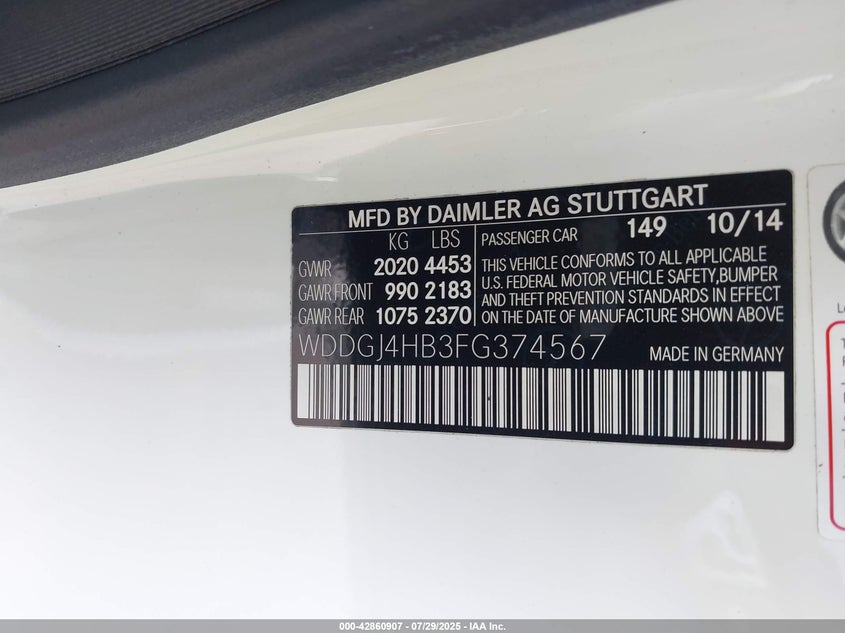 MFD BY DAIMLER AG STUTTGART
KG LBS
GVWR 2020 4453
GAWR FRONT 990 2183
GAWR REAR 1075 2370
PASSENGER CAR 149 10/14
THIS VEHICLE CONFORMS TO ALL APPLICABLE
U.S. FEDERAL MOTOR VEHICLE SAFETY,BUMPER
AND THEFT PREVENTION STANDARDS IN EFFECT
ON THE DATE OF MANUFACTURE SHOWN ABOVE
WDDGJ4HB3FG374567
MADE IN GERMANY
000-42860907 - 07/29/2025 - IAA Inc.